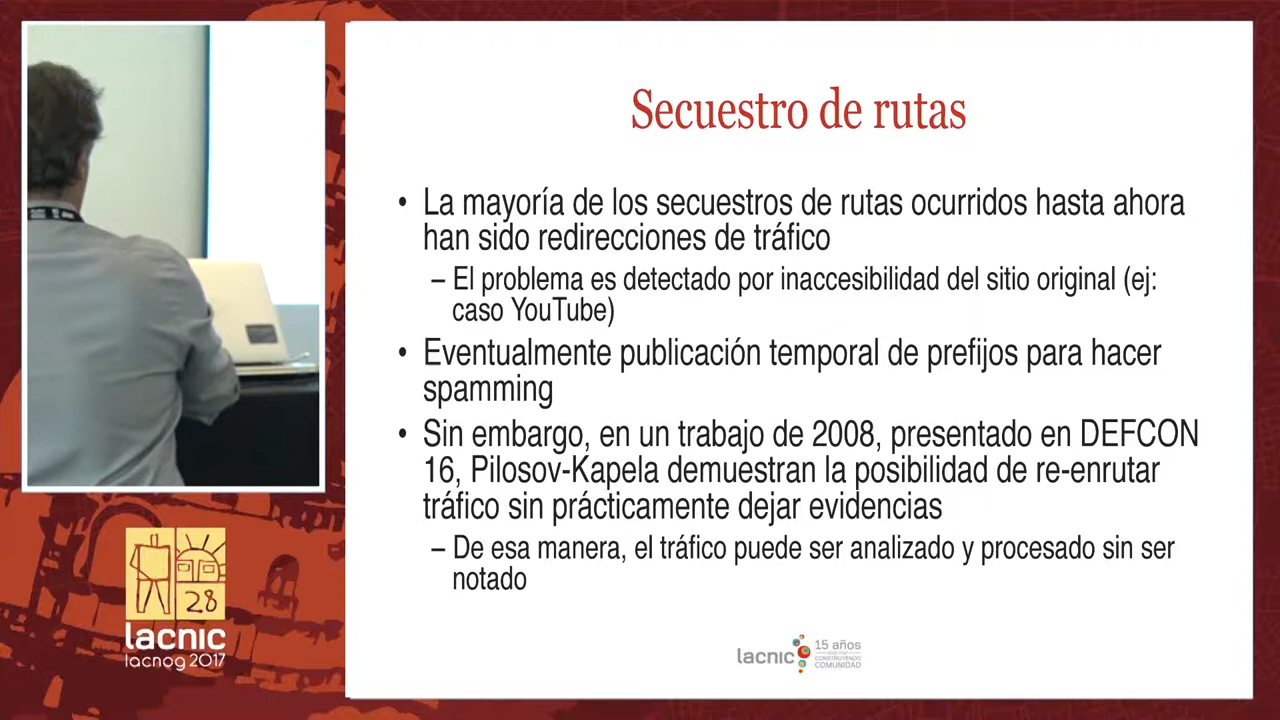 Secuestro de rutas
• La mayoría de los secuestros de rutas ocurridos hasta ahora
han sido redirecciones de tráfico
– El problema es detectado por inaccesibilidad del sitio original (ej:
caso YouTube)
• Eventualmente publicación temporal de prefijos para hacer
spamming
• Sin embargo, en un trabajo de 2008, presentado en DEFCON
16, Pilosov-Kapela demuestran la posibilidad de re-enrutar
tráfico sin prácticamente dejar evidencias
– De esa manera, el tráfico puede ser analizado y procesado sin ser
notado
28
lacnic
lacnog 2017
lacnic
15 años
CONSTRUYENDO
COMUNIDAD